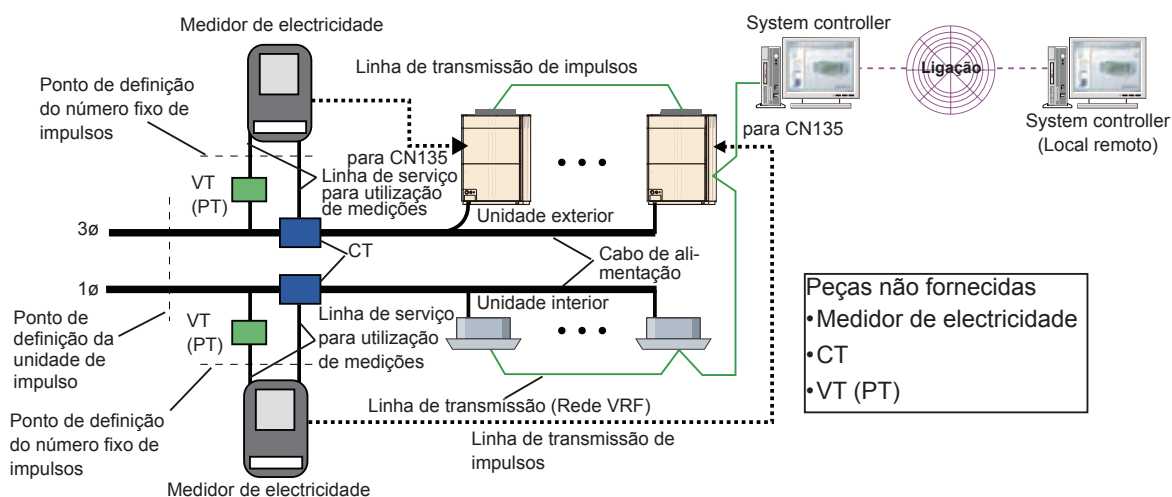 Medidor de electricidade
System controller
Ponto de definição
do número fixo de
impulsos
Linha de transmissão de impulsos
Ligação
System controller
(Local remoto)
para CN135
para CN135
VT
(PT)
Linha de serviço
para utilização
de medições
Unidade exterior
3ø
CT
Cabo de ali-
mentação
1ø
Unidade interior
Peças não fornecidas
•Medidor de electricidade
•CT
•VT (PT)
Ponto de
definição da
unidade de
impulso
VT
(PT)
Linha de serviço
para utilização
de medições
Linha de transmissão (Rede VRF)
Ponto de definição
do número fixo de
impulsos
Linha de transmissão de
impulsos
Medidor de electricidade